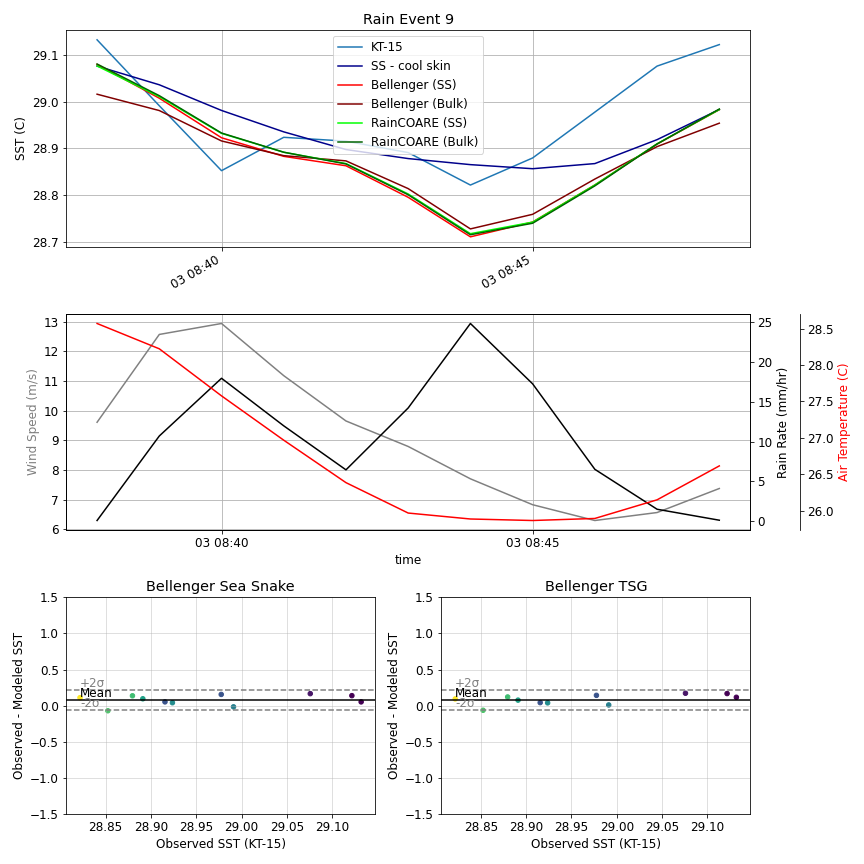 Rain Event 9
SST (C)
29.1
29.0
28.9
28.8
28.7
KT-15
SS - cool skin
Bellenger (SS)
Bellenger (Bulk)
RainCOARE (SS)
RainCOARE (Bulk)
03 08:40
03 08:45
Wind Speed (m/s)
13
12
11
10
9
8
7
6
25
20
15
10
5
0
Rain Rate (mm/hr)
28.5
28.0
27.5
27.0
26.5
26.0
Air Temperature (C)
03 08:40
03 08:45
time
Bellenger Sea Snake
Observed - Modeled SST
1.5
1.0
0.5
0.0
−0.5
−1.0
−1.5
+2σ
Mean
-2σ
28.85
28.90
28.95
29.00
29.05
29.10
Observed SST (KT-15)
Bellenger TSG
Observed - Modeled SST
1.5
1.0
0.5
0.0
−0.5
−1.0
−1.5
+2σ
Mean
-2σ
28.85
28.90
28.95
29.00
29.05
29.10
Observed SST (KT-15)